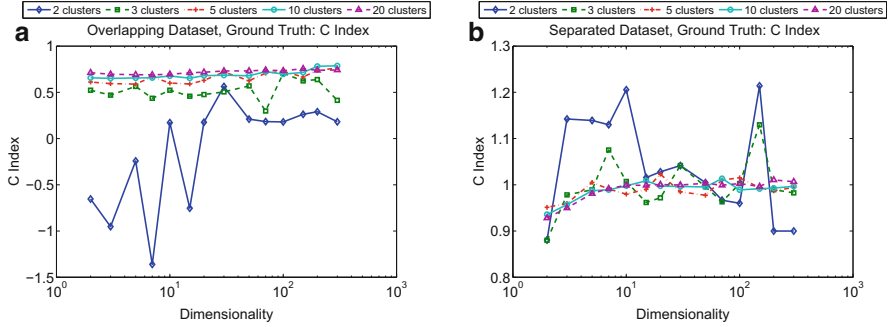 2 clusters 3 clusters 5 clusters 10 clusters 20 clusters
a Overlapping Dataset, Ground Truth: C Index
1
0.5
0
−0.5
−1
−1.5
C Index
10^0 10^1 10^2 10^3
Dimensionality
2 clusters 3 clusters 5 clusters 10 clusters 20 clusters
b Separated Dataset, Ground Truth: C Index
1.3
1.2
1.1
1
0.9
0.8
C Index
10^0 10^1 10^2 10^3
Dimensionality